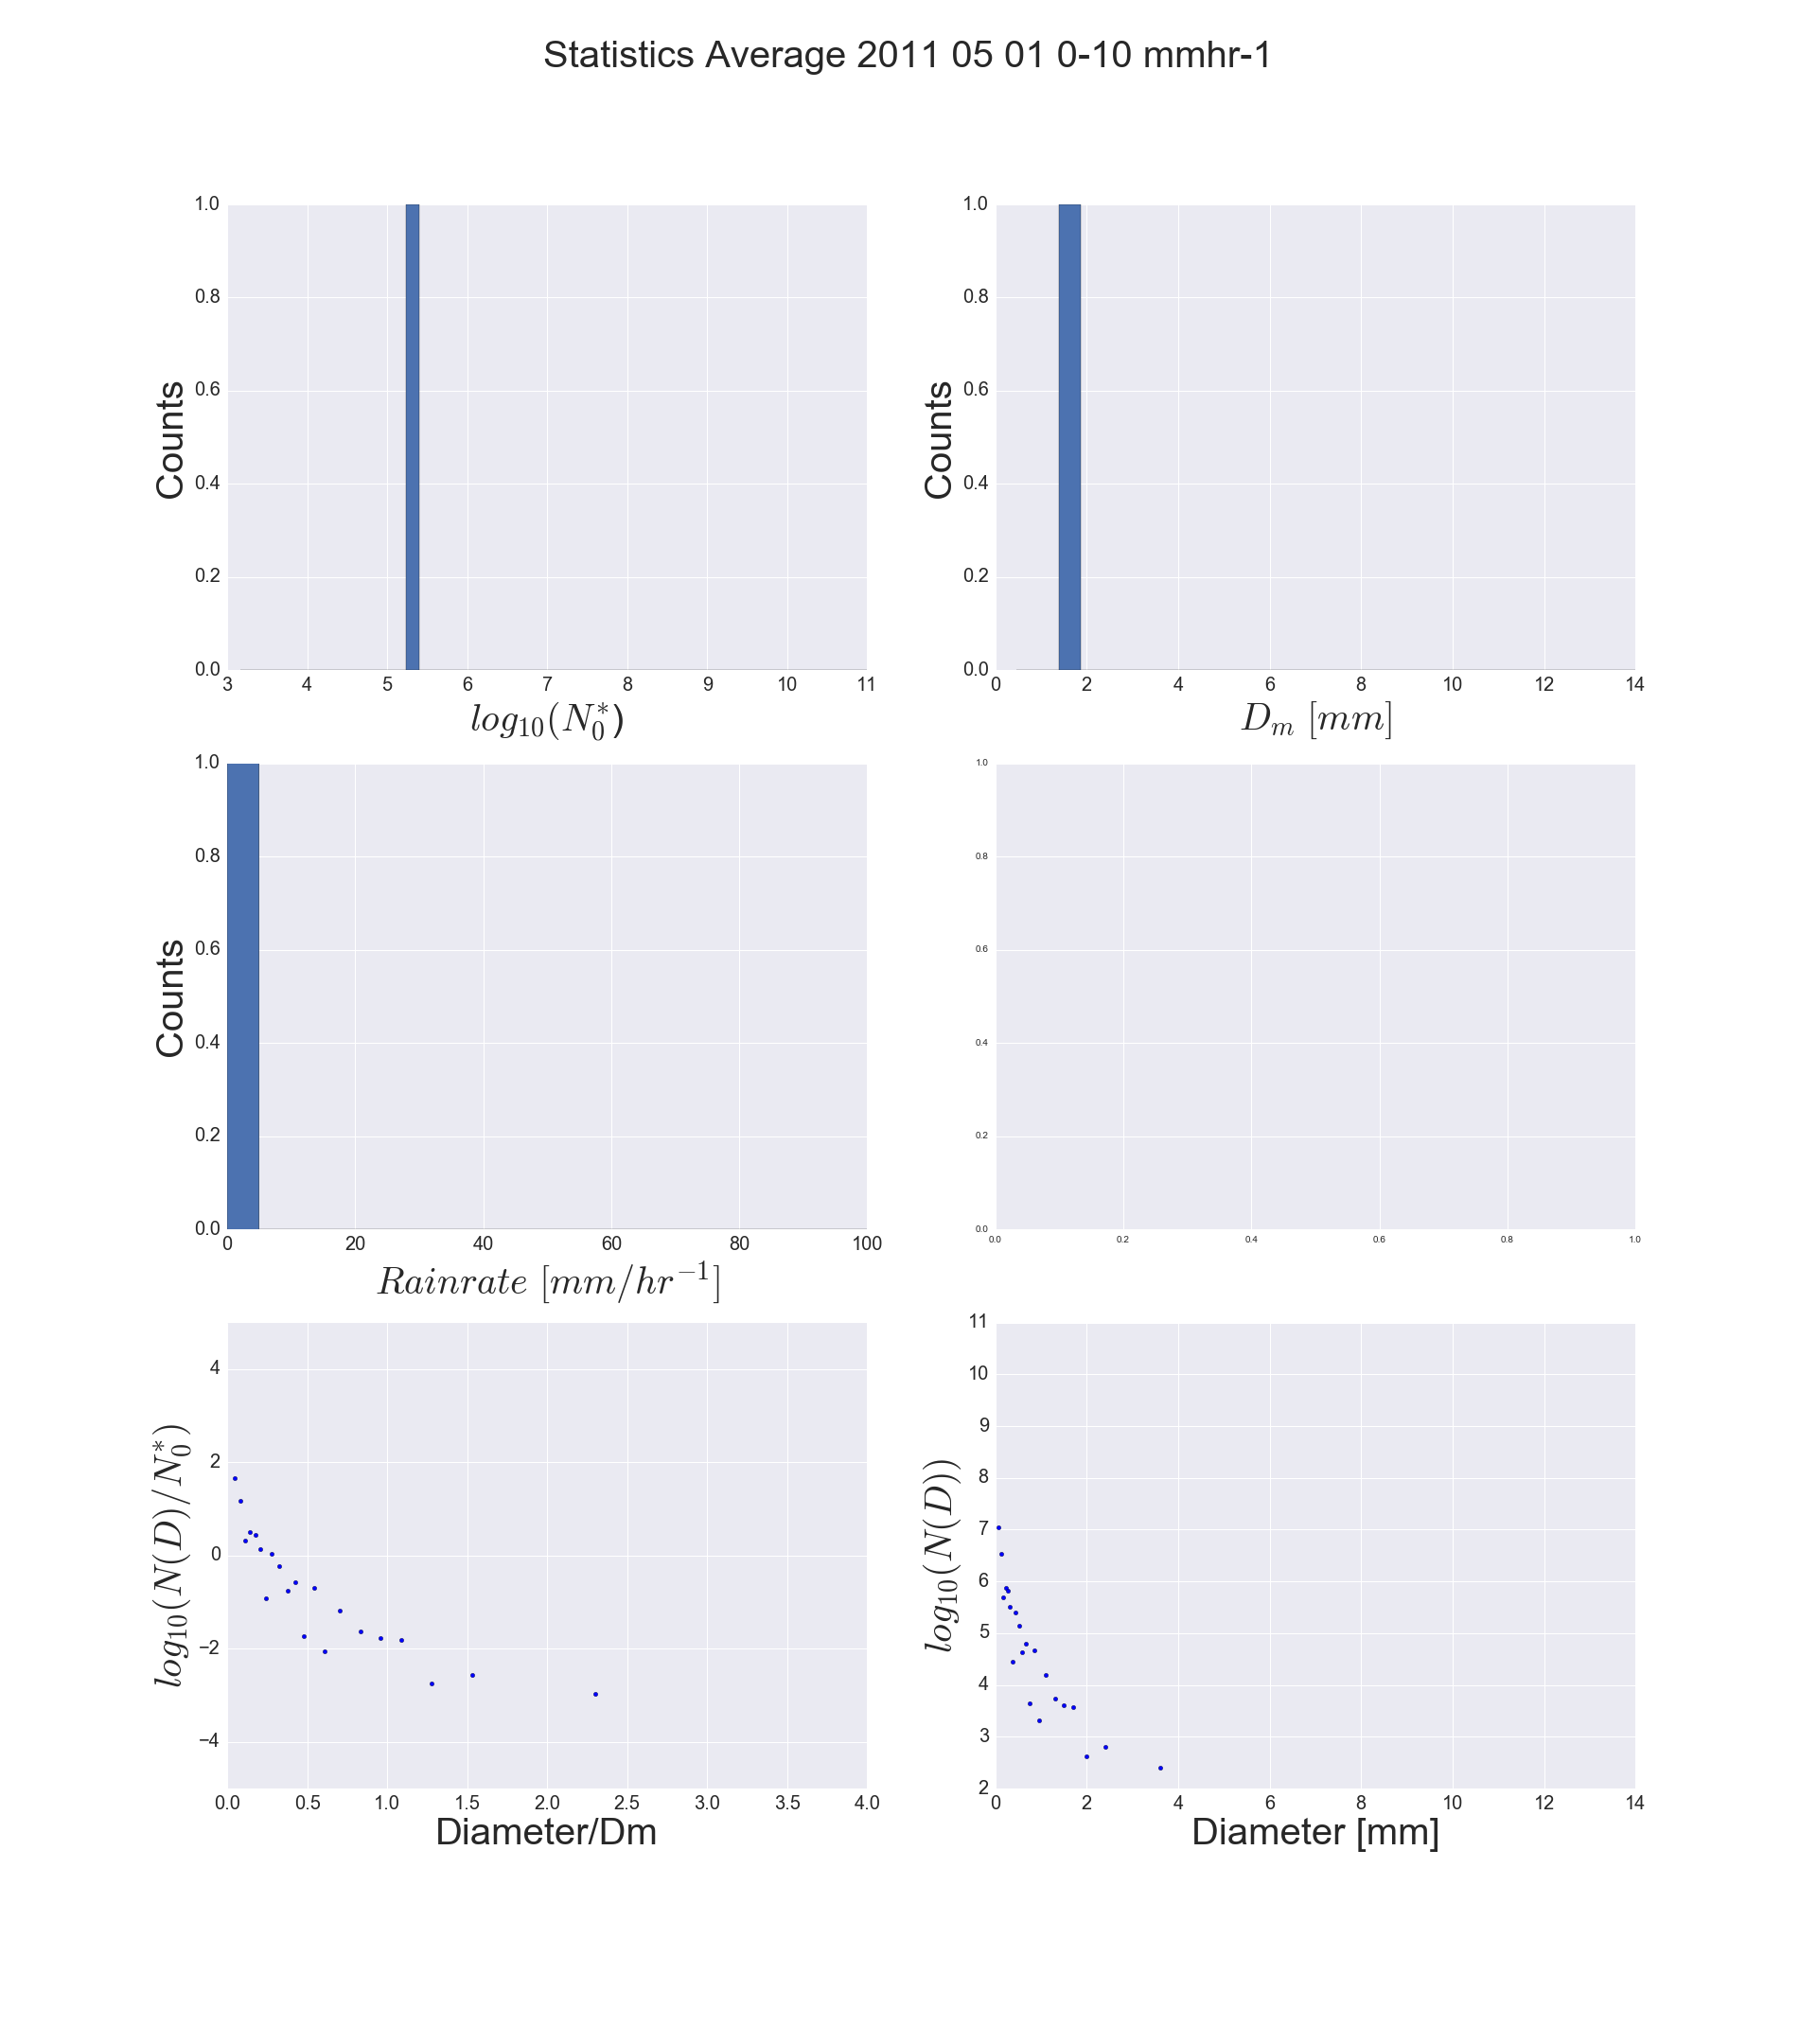 Statistics Average 2011 05 01 0-10 mmhr-1
1.0
0.8
0.6
0.4
0.2
0.0
Counts
3 4 5 6 7 8 9 10 11
log10(N0*)
1.0
0.8
0.6
0.4
0.2
0.0
Counts
0 2 4 6 8 10 12 14
Dm [mm]
1.0
0.8
0.6
0.4
0.2
0.0
Counts
0 20 40 60 80 100
Rainrate [mm/hr−1]
1.0
0.8
0.6
0.4
0.2
0.0
0.0 0.2 0.4 0.6 0.8 1.0
4
2
0
−2
−4
log10(N(D)/N0*)
0.0 0.5 1.0 1.5 2.0 2.5 3.0 3.5 4.0
Diameter/Dm
11
10
9
8
7
6
5
4
3
2
log10(N(D))
0 2 4 6 8 10 12 14
Diameter [mm]